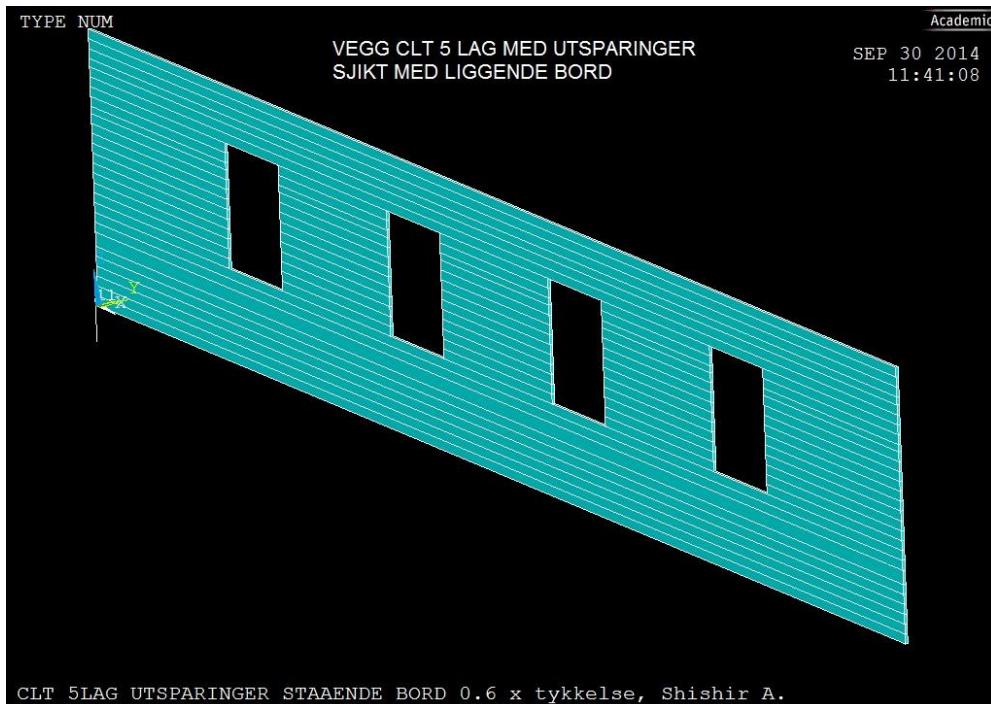 TYPE NUM
Academic
VEGG CLT 5 LAG MED UTSPARINGER
SJIKT MED LIGGENDE BORD
SEP 30 2014
11:41:08
Y
X
CLT 5LAG UTSPARINGER STAAENDE BORD 0.6 x tykkelse, Shishir A.